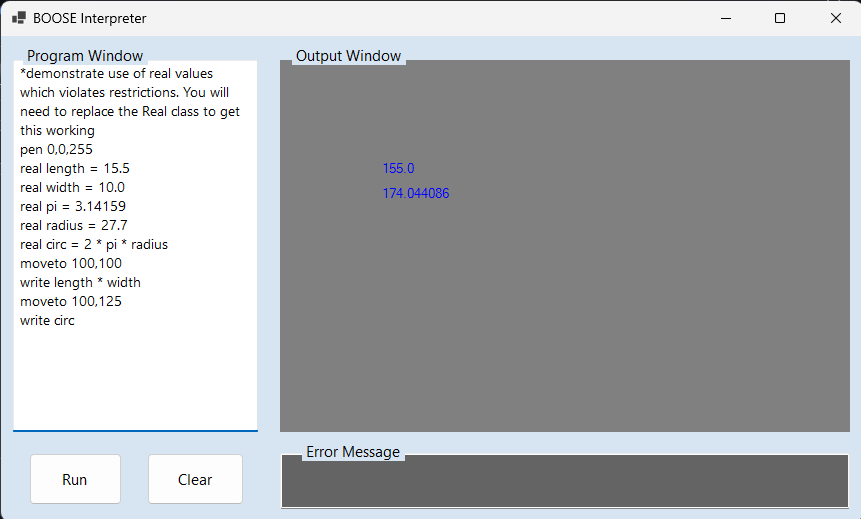 BOOSE Interpreter
Program Window
*demonstrate use of real values
which violates restrictions. You will
need to replace the Real class to get
this working
pen 0,0,255
real length = 15.5
real width = 10.0
real pi = 3.14159
real radius = 27.7
real circ = 2 * pi * radius
moveto 100,100
write length * width
moveto 100,125
write circ
Run
Clear
Output Window
155.0
174.044086
Error Message